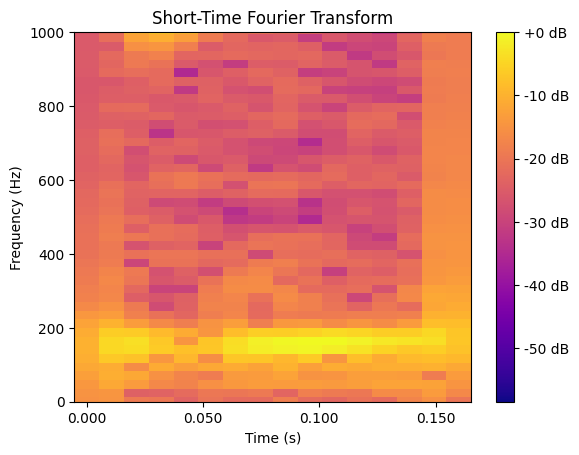 Short-Time Fourier Transform
1000
800
600
400
200
0
Frequency (Hz)
0.000
0.050
0.100
0.150
Time (s)
+0 dB
-10 dB
-20 dB
-30 dB
-40 dB
-50 dB